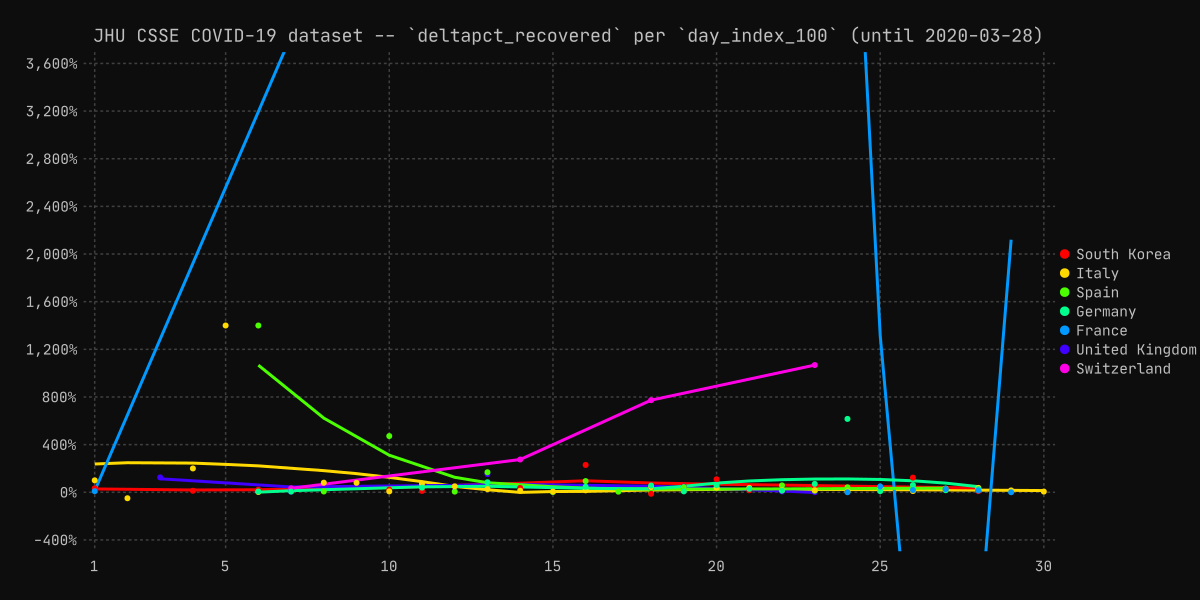 JHU CSSE COVID-19 dataset -- `deltapct_recovered` per `day_index_100` (until 2020-03-28)
3,600%
3,200%
2,800%
2,400%
2,000%
1,600%
1,200%
800%
400%
0%
-400%
1 5 10 15 20 25 30
South Korea
Italy
Spain
Germany
France
United Kingdom
Switzerland